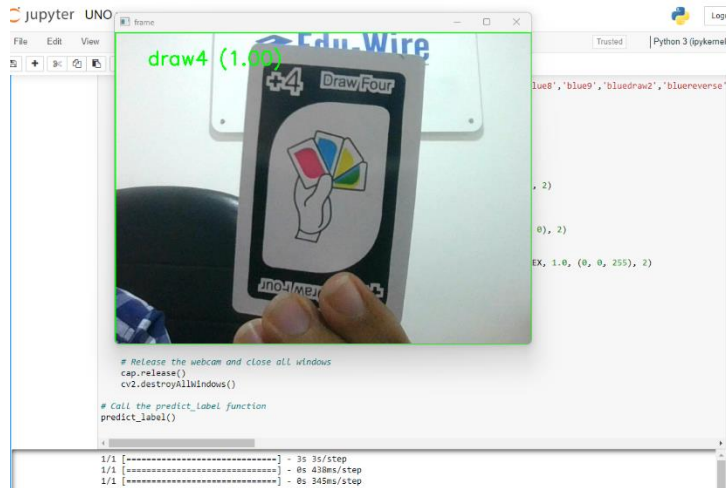 jupyter UNO
frame
Logo
File Edit View
Trusted
Python 3 (ipykernel
draw4 (1.00)
Edu-Wire
+4 Draw Four
Draw Four
lue8','blue9','bluedraw2','bluereverse'
, 2)
0), 2)
EX, 1.0, (0, 0, 255), 2)
# Release the webcam and close all windows
cap.release()
cv2.destroyAllWindows()
# Call the predict_label function
predict_label()
1/1 [==============================] - 3s 3s/step
1/1 [==============================] - 0s 438ms/step
1/1 [==============================] - 0s 345ms/step